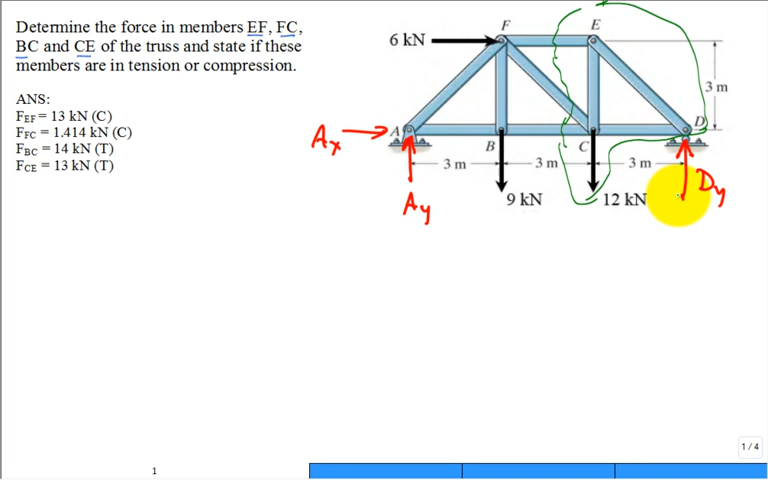 Determine the force in members EF, FC,
BC and CE of the truss and state if these
members are in tension or compression.
ANS:
FEF = 13 kN (C)
FFC = 1.414 kN (C)
FBC = 14 kN (T)
FCE = 13 kN (T)
F
E
6 kN
3 m
Ax
A
D
B
C
3 m
3 m
3 m
Dy
Ay
9 kN
12 kN
1 / 4
1